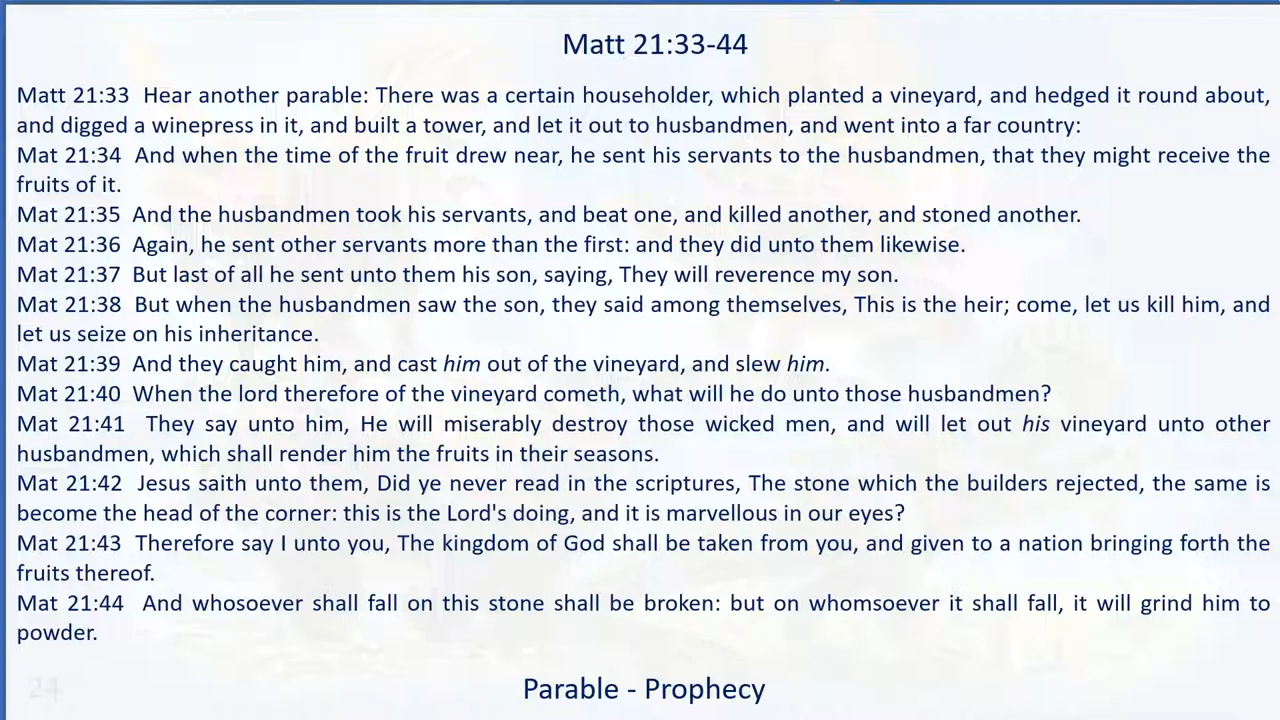 Matt 21:33-44
Matt 21:33  Hear another parable: There was a certain householder, which planted a vineyard, and hedged it round about,
and digged a winepress in it, and built a tower, and let it out to husbandmen, and went into a far country:
Mat 21:34  And when the time of the fruit drew near, he sent his servants to the husbandmen, that they might receive the
fruits of it.
Mat 21:35  And the husbandmen took his servants, and beat one, and killed another, and stoned another.
Mat 21:36  Again, he sent other servants more than the first: and they did unto them likewise.
Mat 21:37  But last of all he sent unto them his son, saying, They will reverence my son.
Mat 21:38  But when the husbandmen saw the son, they said among themselves, This is the heir; come, let us kill him, and
let us seize on his inheritance.
Mat 21:39  And they caught him, and cast him out of the vineyard, and slew him.
Mat 21:40  When the lord therefore of the vineyard cometh, what will he do unto those husbandmen?
Mat 21:41  They say unto him, He will miserably destroy those wicked men, and will let out his vineyard unto other
husbandmen, which shall render him the fruits in their seasons.
Mat 21:42  Jesus saith unto them, Did ye never read in the scriptures, The stone which the builders rejected, the same is
become the head of the corner: this is the Lord's doing, and it is marvellous in our eyes?
Mat 21:43  Therefore say I unto you, The kingdom of God shall be taken from you, and given to a nation bringing forth the
fruits thereof.
Mat 21:44  And whosoever shall fall on this stone shall be broken: but on whomsoever it shall fall, it will grind him to
powder.
24
Parable - Prophecy